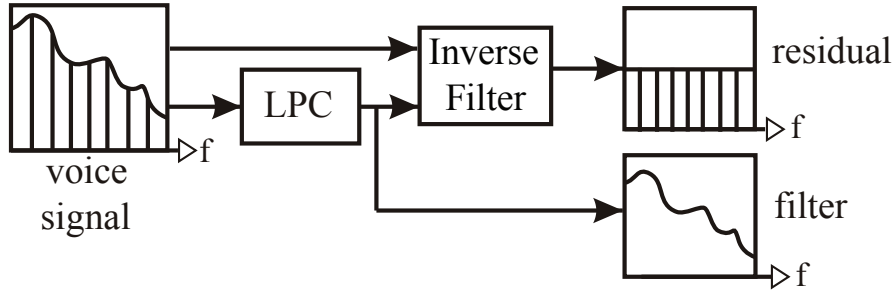 f
voice
signal
LPC
Inverse
Filter
residual
f
filter
f